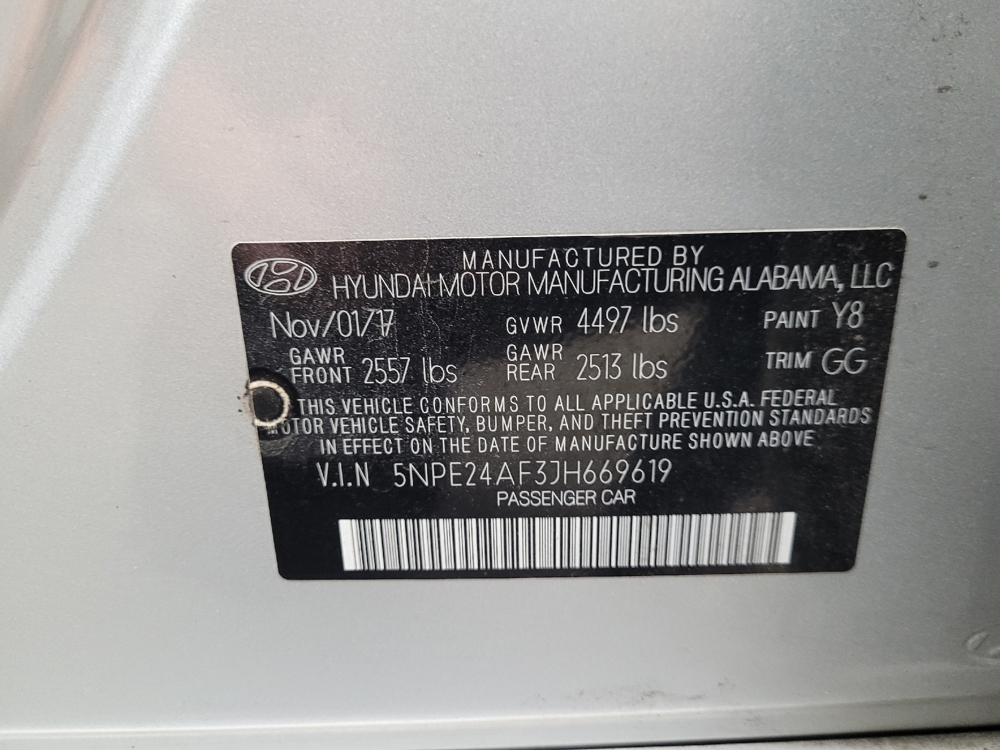 MANUFACTURED BY
HYUNDAI MOTOR MANUFACTURING ALABAMA, LLC
Nov/01/17 GVWR 4497 lbs PAINT Y8
GAWR FRONT 2557 lbs GAWR REAR 2513 lbs TRIM GG
THIS VEHICLE CONFORMS TO ALL APPLICABLE U.S.A. FEDERAL
MOTOR VEHICLE SAFETY, BUMPER, AND THEFT PREVENTION STANDARDS
IN EFFECT ON THE DATE OF MANUFACTURE SHOWN ABOVE
V.I.N 5NPE24AF3JH669619
PASSENGER CAR